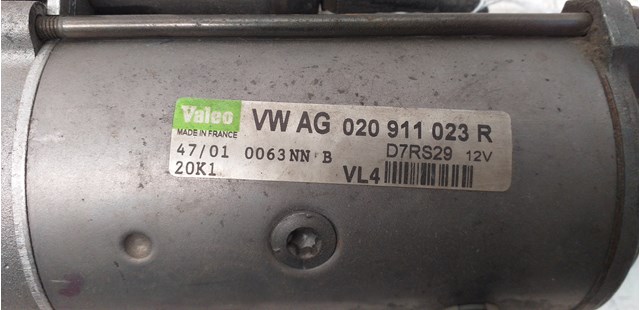 Valeo VW AG 020 911 023 R
MADE IN FRANCE
47/01 0063NN B D7RS29 12V
20K1 VL4